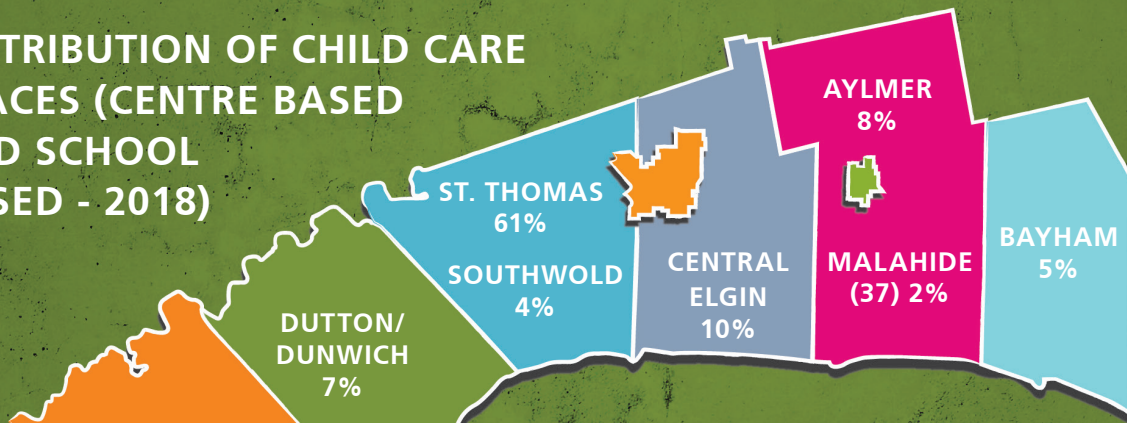 TRIBUTION OF CHILD CARE
ACES (CENTRE BASED
D SCHOOL
SED - 2018)
AYLMER
8%
ST. THOMAS
61%
SOUTHWOLD
4%
CENTRAL
ELGIN
10%
MALAHIDE
(37) 2%
BAYHAM
5%
DUTTON/
DUNWICH
7%